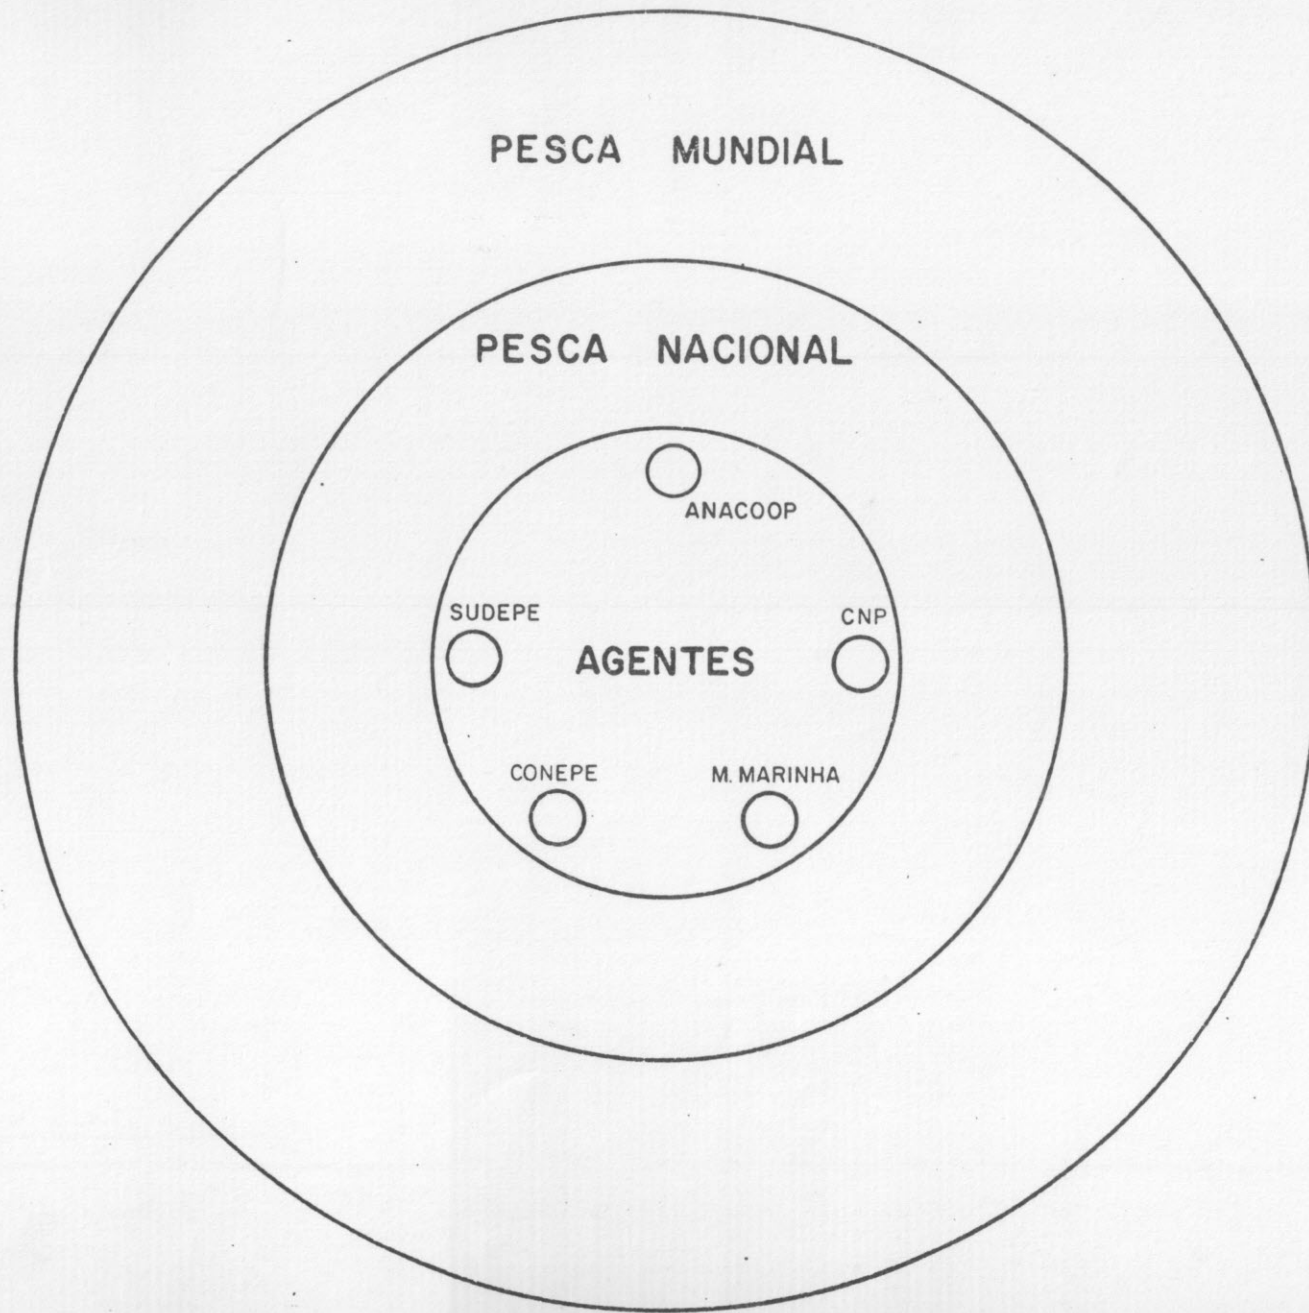 PESCA MUNDIAL
PESCA NACIONAL
ANACOOP
SUDEPE
CNP
AGENTES
CONEPE
M. MARINHA